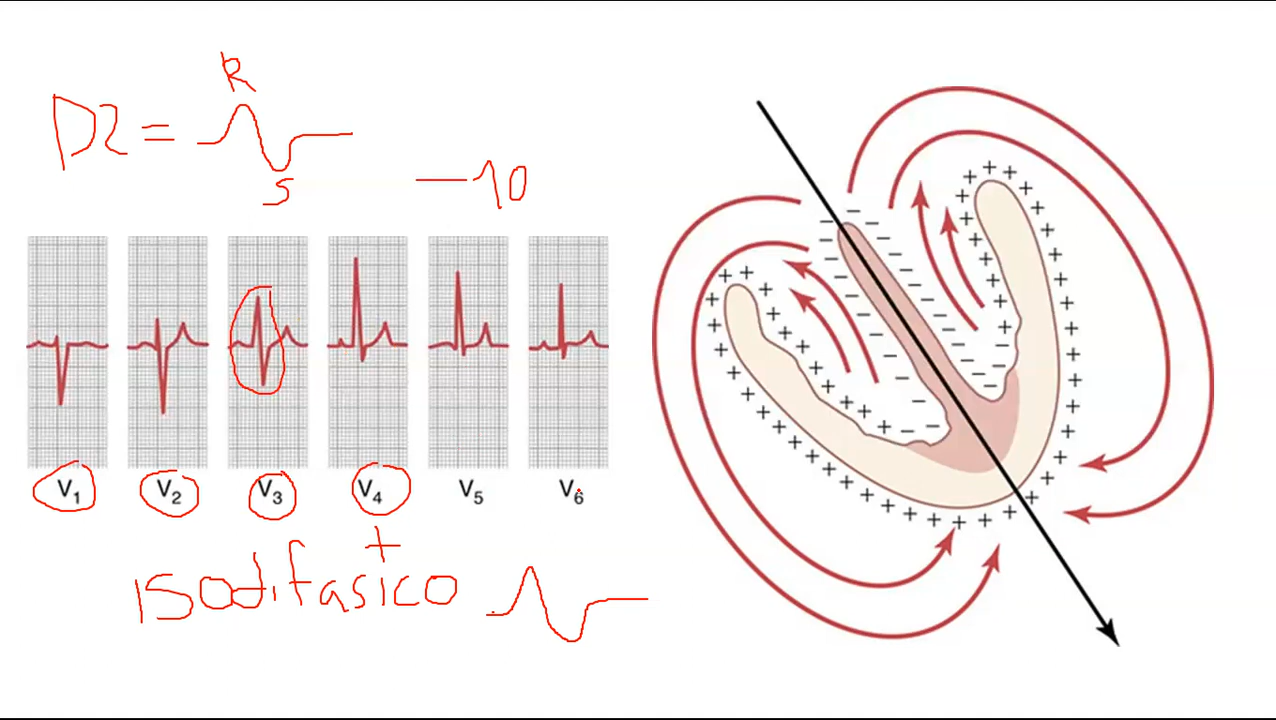 R
D2 =
S
—10
V1 V2 V3 V4 V5 V6
+
isodifasico